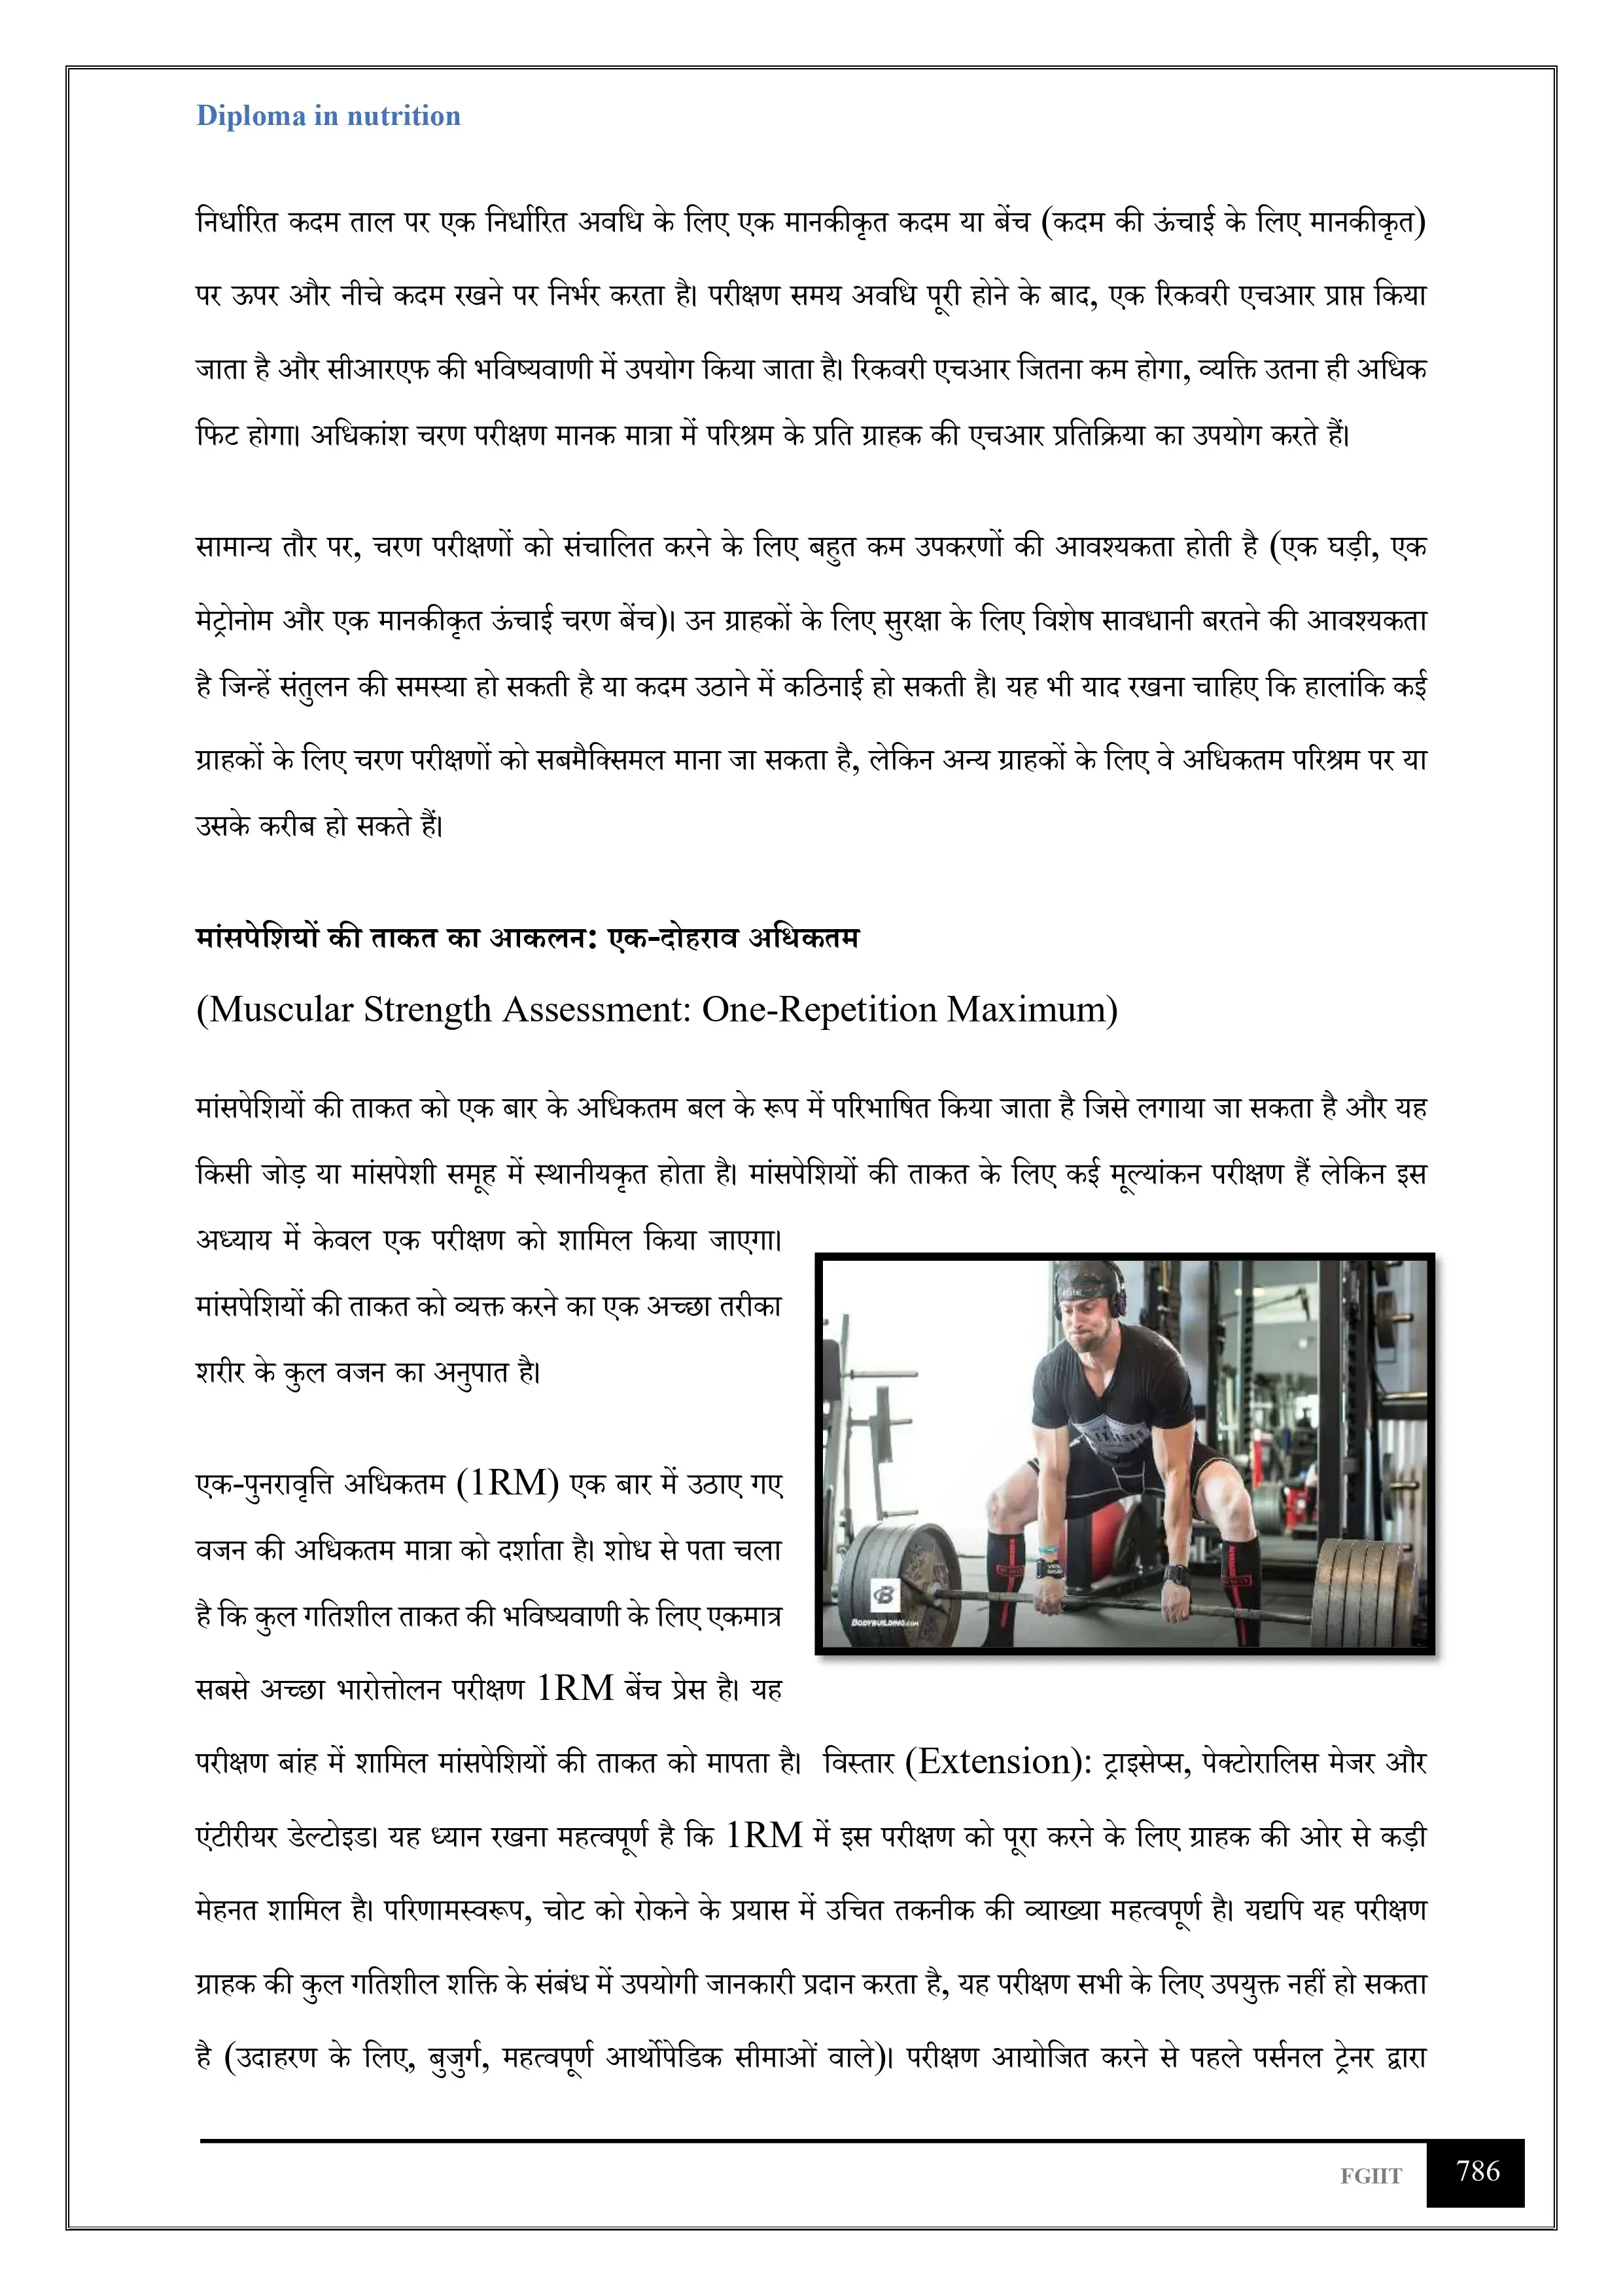 Diploma in nutrition
निर्धारित कदम ताल पर एक निर्धारित अवधि के लिए एक मानकीकृत कदम या बेंच (कदम की ऊंचाई के लिए मानकीकृत)
पर ऊपर और नीचे कदम रखने पर निर्भर करता है। परीक्षण समय अवधि पूरी होने के बाद, एक रिकवरी एचआर प्राप्त किया
जाता है और सीआरएफ की भविष्यवाणी में उपयोग किया जाता है। रिकवरी एचआर जितना कम होगा, व्यक्ति उतना ही अधिक
फिट होगा। अधिकांश चरण परीक्षण मानक मात्रा में परिश्रम के प्रति ग्राहक की एचआर प्रतिक्रिया का उपयोग करते हैं।
सामान्य तौर पर, चरण परीक्षणों को संचालित करने के लिए बहुत कम उपकरणों की आवश्यकता होती है (एक घड़ी, एक
मेट्रोनोम और एक मानकीकृत ऊंचाई चरण बेंच)। उन ग्राहकों के लिए सुरक्षा के लिए विशेष सावधानी बरतने की आवश्यकता
है जिन्हें संतुलन की समस्या हो सकती है या कदम उठाने में कठिनाई हो सकती है। यह भी याद रखना चाहिए कि हालांकि कई
ग्राहकों के लिए चरण परीक्षणों को सबमैक्सिमल माना जा सकता है, लेकिन अन्य ग्राहकों के लिए वे अधिकतम परिश्रम पर या
उसके करीब हो सकते हैं।
मांसपेशियों की ताकत का आकलन: एक-दोहराव अधिकतम
(Muscular Strength Assessment: One-Repetition Maximum)
मांसपेशियों की ताकत को एक बार के अधिकतम बल के रूप में परिभाषित किया जाता है जिसे लगाया जा सकता है और यह
किसी जोड़ या मांसपेशी समूह में स्थानीयकृत होता है। मांसपेशियों की ताकत के लिए कई मूल्यांकन परीक्षण हैं लेकिन इस
अध्याय में केवल एक परीक्षण को शामिल किया जाएगा।
मांसपेशियों की ताकत को व्यक्त करने का एक अच्छा तरीका
शरीर के कुल वजन का अनुपात है।
एक-पुनरावृत्ति अधिकतम (1RM) एक बार में उठाए गए
वजन की अधिकतम मात्रा को दर्शाता है। शोध से पता चला
है कि कुल गतिशील ताकत की भविष्यवाणी के लिए एकमात्र
सबसे अच्छा भारोत्तोलन परीक्षण 1RM बेंच प्रेस है। यह
B
BODYBUILDING.COM
परीक्षण बांह में शामिल मांसपेशियों की ताकत को मापता है। विस्तार (Extension): ट्राइसेप्स, पेक्टोरालिस मेजर और
एंटीरीयर डेल्टोइड। यह ध्यान रखना महत्वपूर्ण है कि 1RM में इस परीक्षण को पूरा करने के लिए ग्राहक की ओर से कड़ी
मेहनत शामिल है। परिणामस्वरूप, चोट को रोकने के प्रयास में उचित तकनीक की व्याख्या महत्वपूर्ण है। यद्यपि यह परीक्षण
ग्राहक की कुल गतिशील शक्ति के संबंध में उपयोगी जानकारी प्रदान करता है, यह परीक्षण सभी के लिए उपयुक्त नहीं हो सकता
है (उदाहरण के लिए, बुजुर्ग, महत्वपूर्ण आर्थोपेडिक सीमाओं वाले)। परीक्षण आयोजित करने से पहले पर्सनल ट्रेनर द्वारा
FGIIT 786